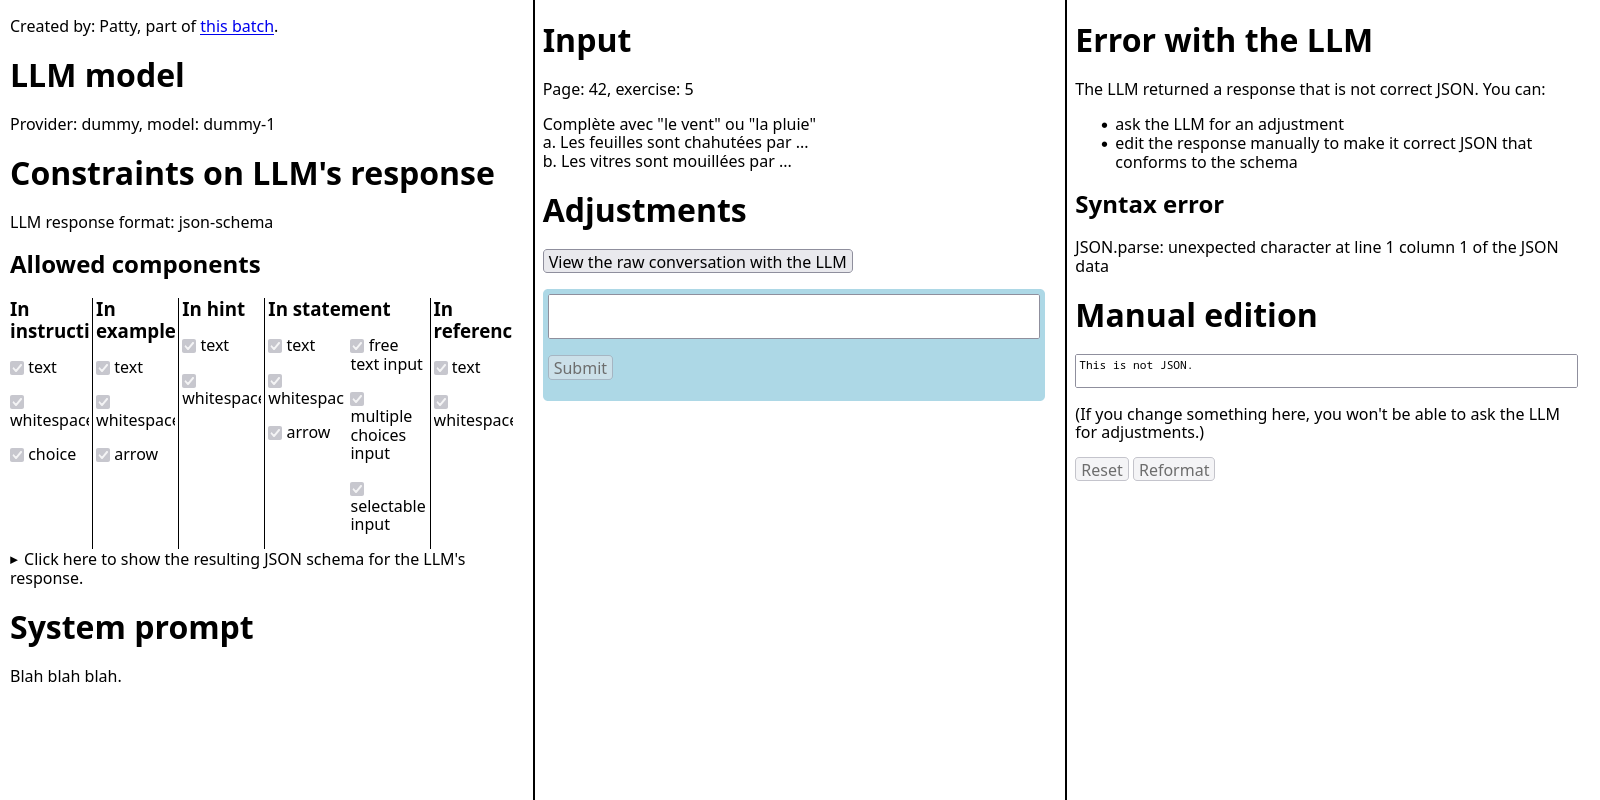 Created by: Patty, part of this batch.
LLM model
Provider: dummy, model: dummy-1
Constraints on LLM's response
LLM response format: json-schema
Allowed components
In
instructi
text
whitespace
choice
In
example
text
whitespace
arrow
In hint
text
whitespace
In statement
text
whitespac
arrow
free
text input
multiple
choices
input
selectable
input
In
referenc
text
whitespace
▸ Click here to show the resulting JSON schema for the LLM's
response.
System prompt
Blah blah blah.
Input
Page: 42, exercise: 5
Complète avec "le vent" ou "la pluie"
a. Les feuilles sont chahutées par ...
b. Les vitres sont mouillées par ...
Adjustments
View the raw conversation with the LLM
Submit
Error with the LLM
The LLM returned a response that is not correct JSON. You can:
• ask the LLM for an adjustment
• edit the response manually to make it correct JSON that
conforms to the schema
Syntax error
JSON.parse: unexpected character at line 1 column 1 of the JSON
data
Manual edition
This is not JSON.
(If you change something here, you won't be able to ask the LLM
for adjustments.)
Reset Reformat